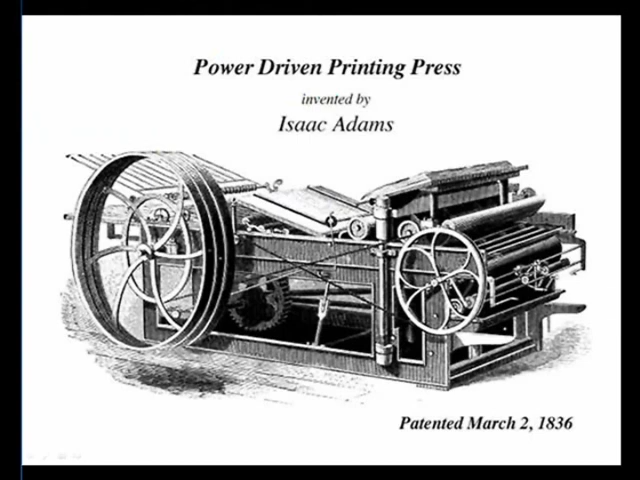 Power Driven Printing Press
invented by
Isaac Adams
Patented March 2, 1836